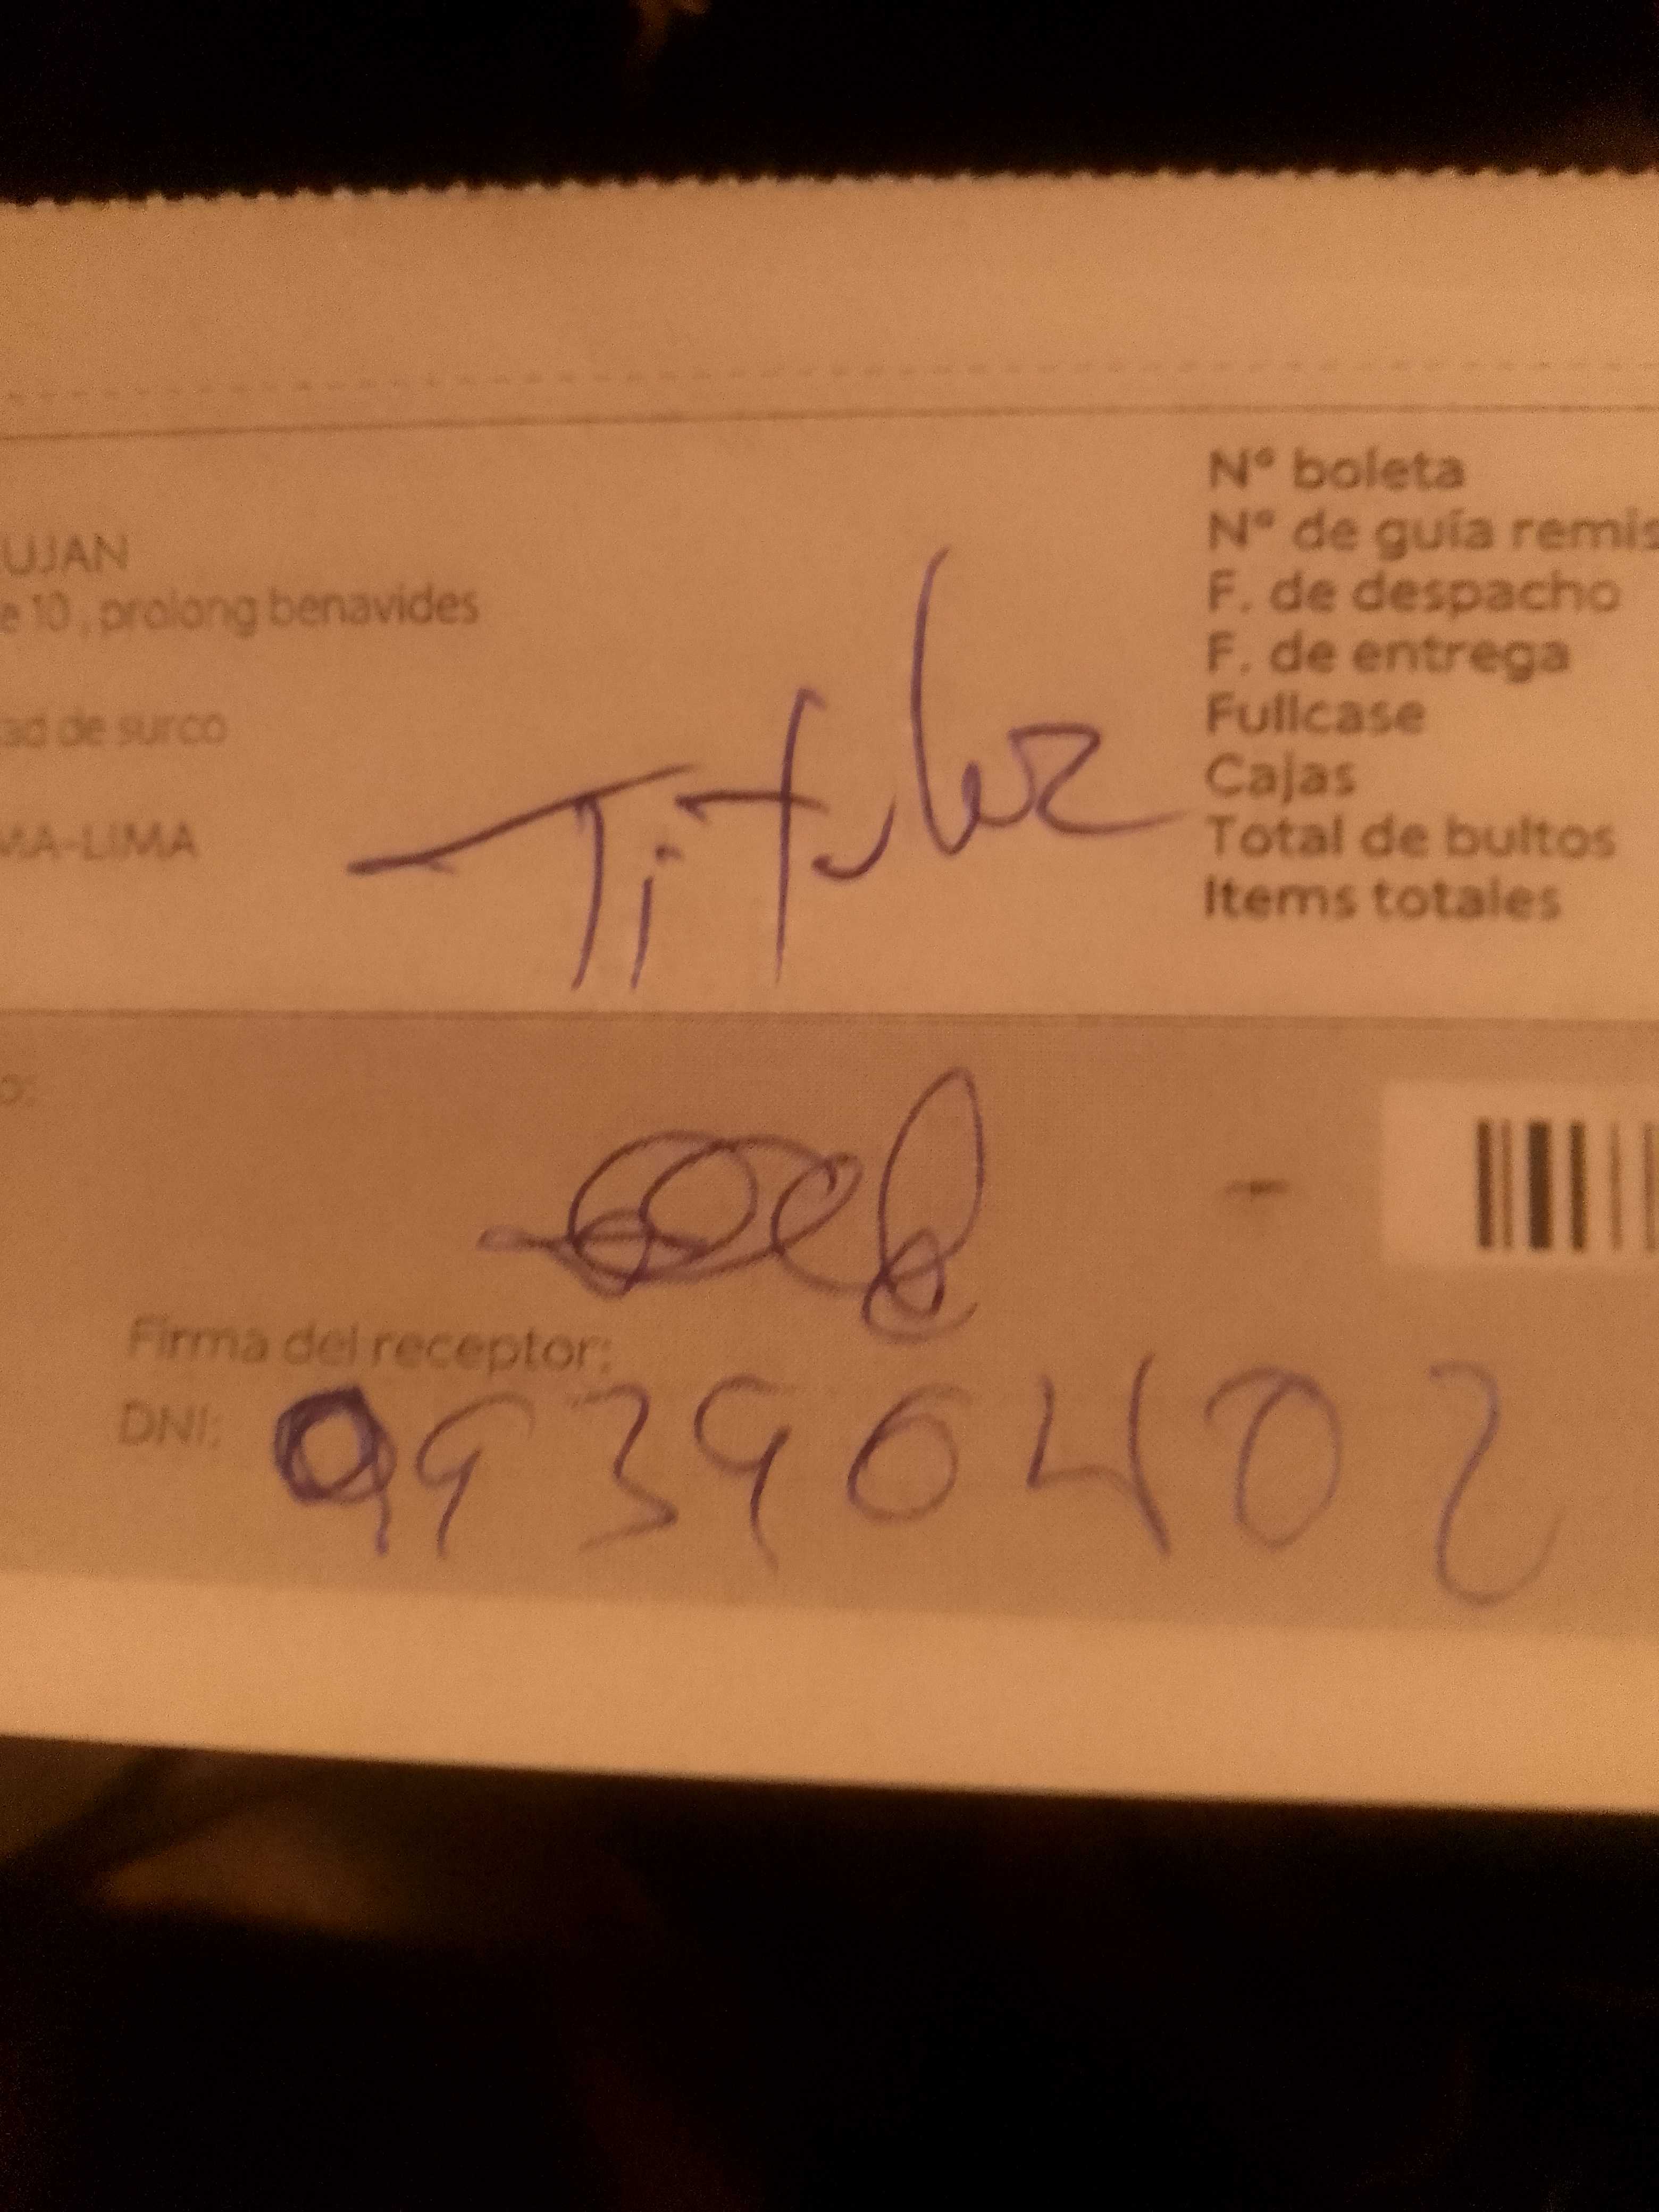 Nº boleta
UJAN
Nº de guía remis
e 10 , prolong benavides
F. de despacho
F. de entrega
ad de surco
Fullcase
Titular
Cajas
MA-LIMA
Total de bultos
Items totales
o:
Firma del receptor:
DNI: 99390402